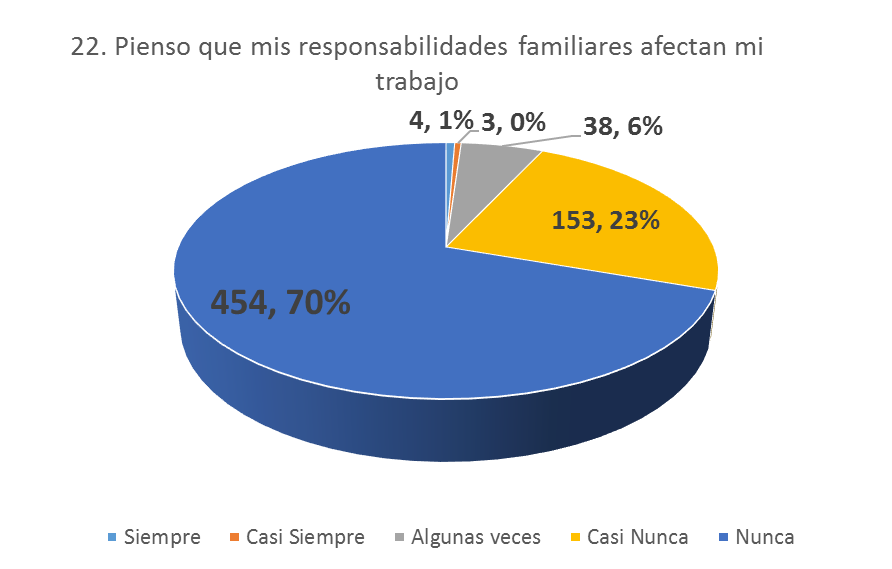 22. Pienso que mis responsabilidades familiares afectan mi
trabajo
4, 1%
3, 0%
38, 6%
153, 23%
454, 70%
Siempre
Casi Siempre
Algunas veces
Casi Nunca
Nunca